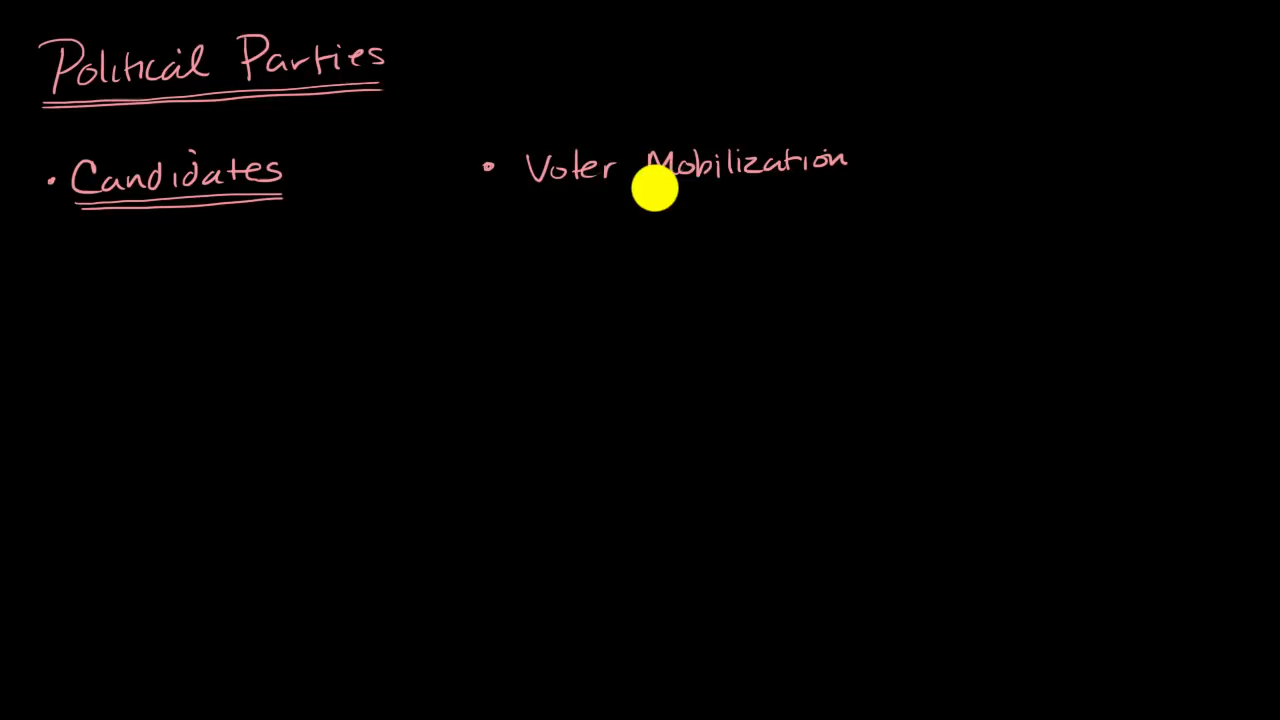 Political Parties
• Candidates
• Voter Mobilization